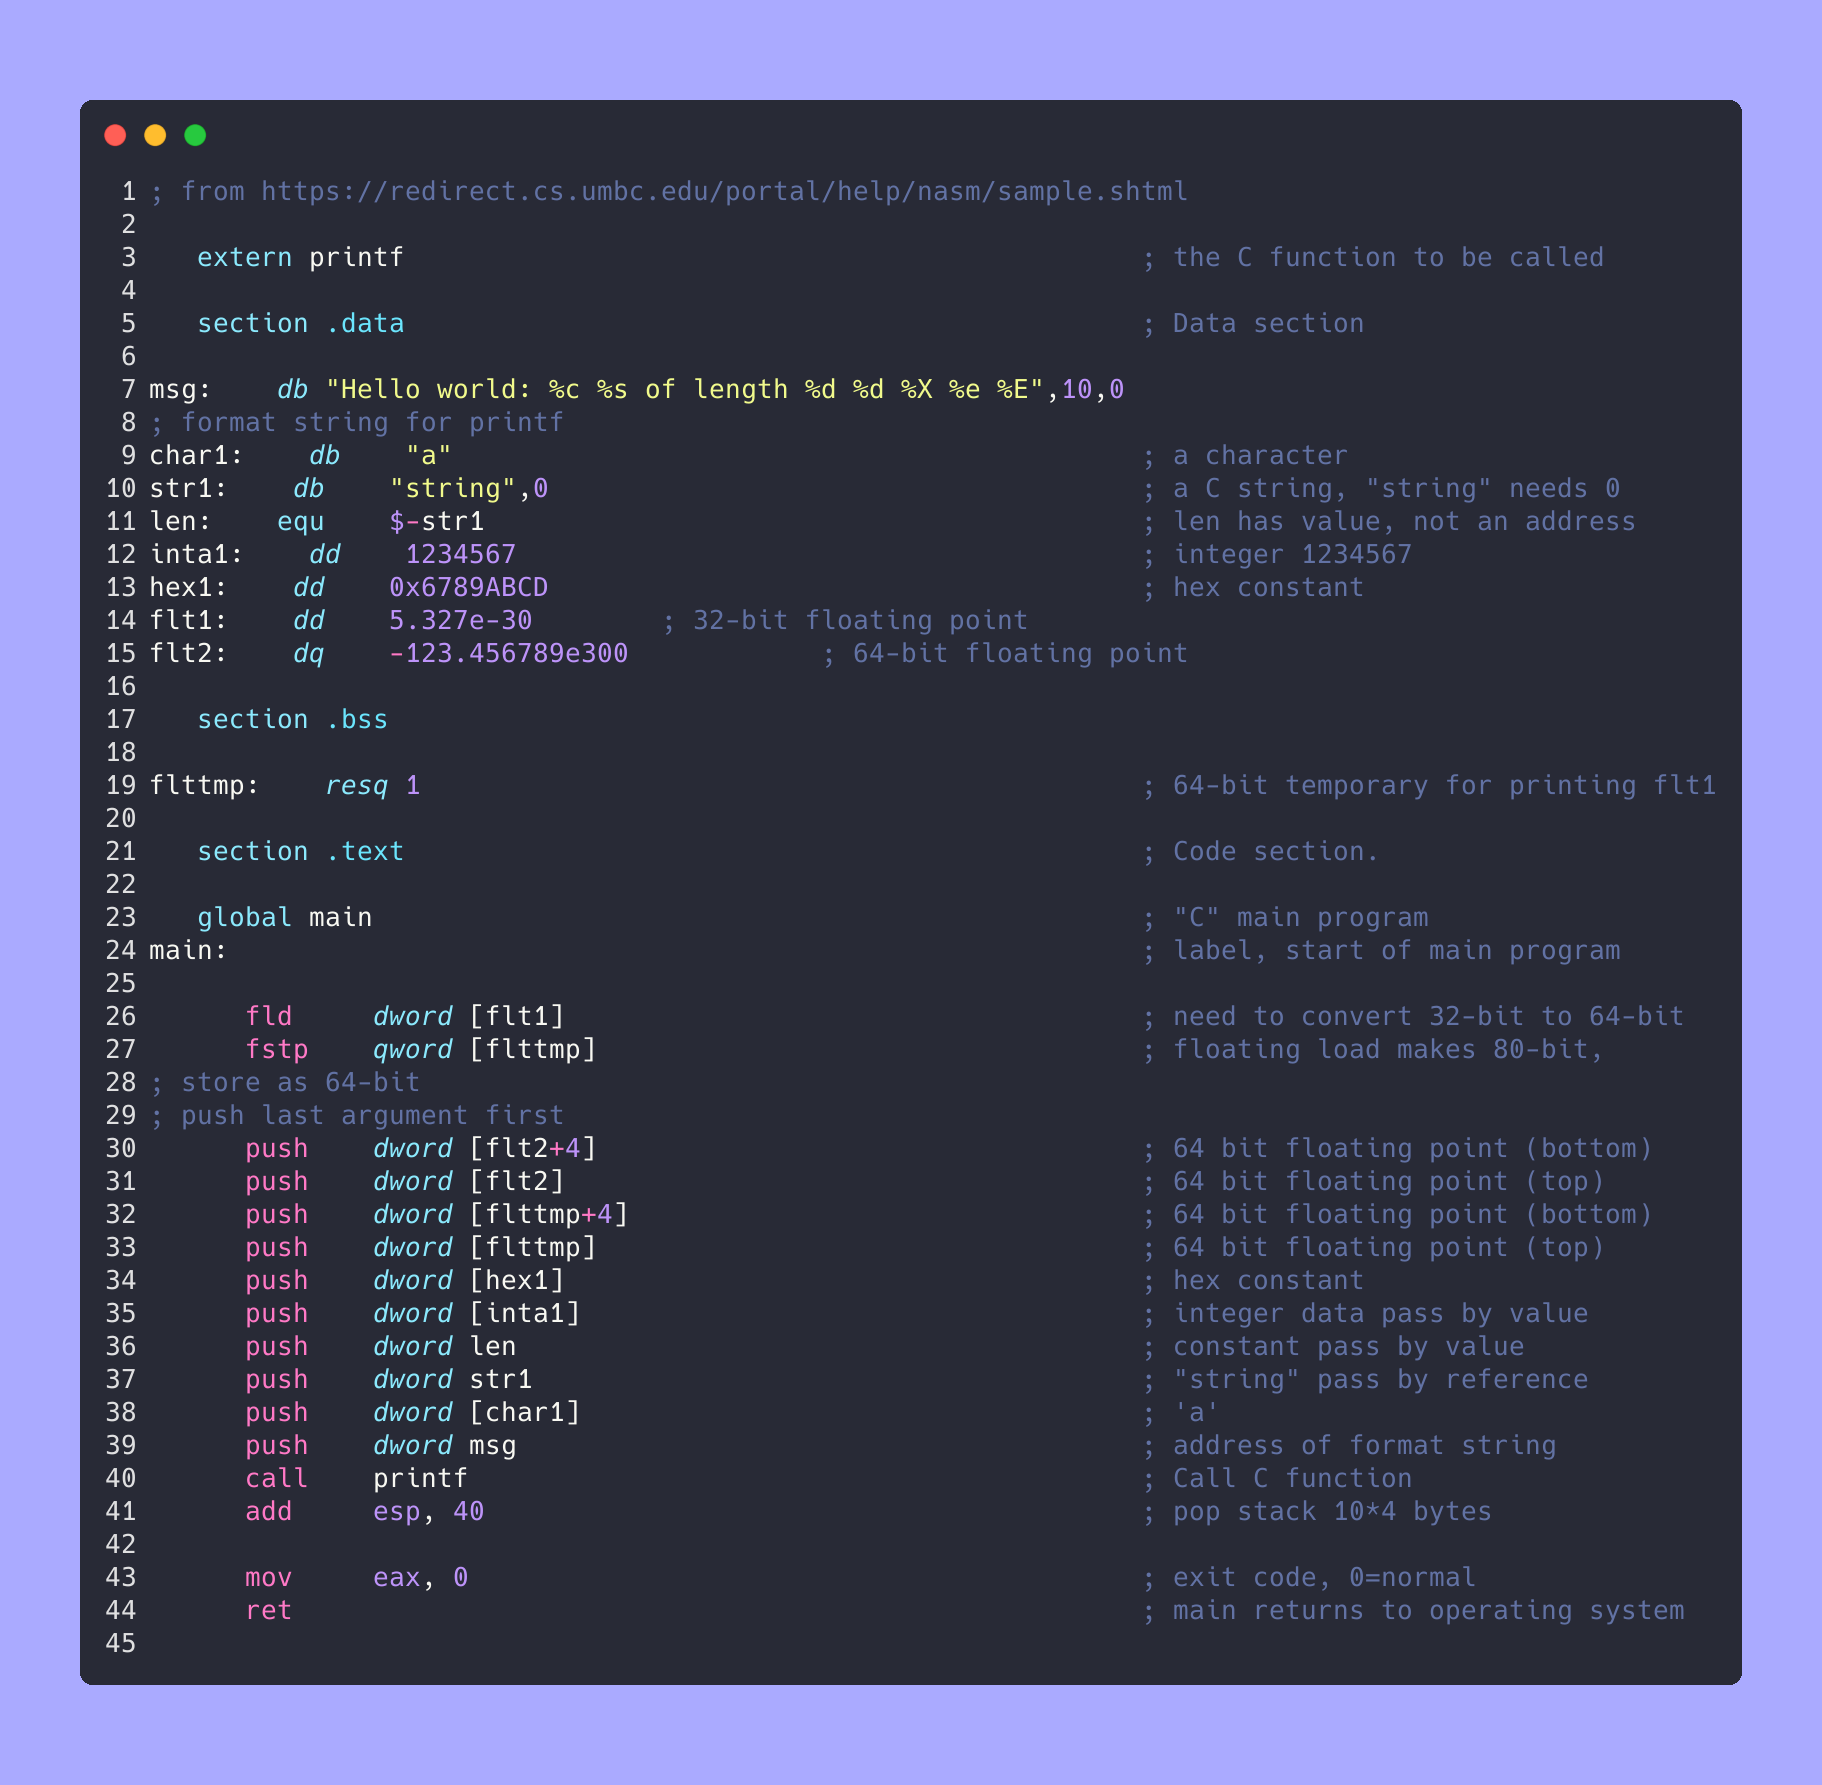 1 ; from https://redirect.cs.umbc.edu/portal/help/nasm/sample.shtml
2
3    extern printf                                              ; the C function to be called
4
5    section .data                                              ; Data section
6
7 msg:    db "Hello world: %c %s of length %d %d %X %e %E",10,0
8 ; format string for printf
9 char1:    db    "a"                                           ; a character
10 str1:    db    "string",0                                     ; a C string, "string" needs 0
11 len:    equ    $-str1                                         ; len has value, not an address
12 inta1:    dd    1234567                                       ; integer 1234567
13 hex1:    dd    0x6789ABCD                                     ; hex constant
14 flt1:    dd    5.327e-30        ; 32-bit floating point
15 flt2:    dq    -123.456789e300            ; 64-bit floating point
16
17    section .bss
18
19 flttmp:    resq 1                                             ; 64-bit temporary for printing flt1
20
21    section .text                                              ; Code section.
22
23    global main                                                ; "C" main program
24 main:                                                         ; label, start of main program
25
26       fld     dword [flt1]                                    ; need to convert 32-bit to 64-bit
27       fstp    qword [flttmp]                                  ; floating load makes 80-bit,
28 ; store as 64-bit
29 ; push last argument first
30       push    dword [flt2+4]                                  ; 64 bit floating point (bottom)
31       push    dword [flt2]                                    ; 64 bit floating point (top)
32       push    dword [flttmp+4]                                ; 64 bit floating point (bottom)
33       push    dword [flttmp]                                  ; 64 bit floating point (top)
34       push    dword [hex1]                                    ; hex constant
35       push    dword [inta1]                                   ; integer data pass by value
36       push    dword len                                       ; constant pass by value
37       push    dword str1                                      ; "string" pass by reference
38       push    dword [char1]                                   ; 'a'
39       push    dword msg                                       ; address of format string
40       call    printf                                          ; Call C function
41       add     esp, 40                                         ; pop stack 10*4 bytes
42
43       mov     eax, 0                                          ; exit code, 0=normal
44       ret                                                     ; main returns to operating system
45